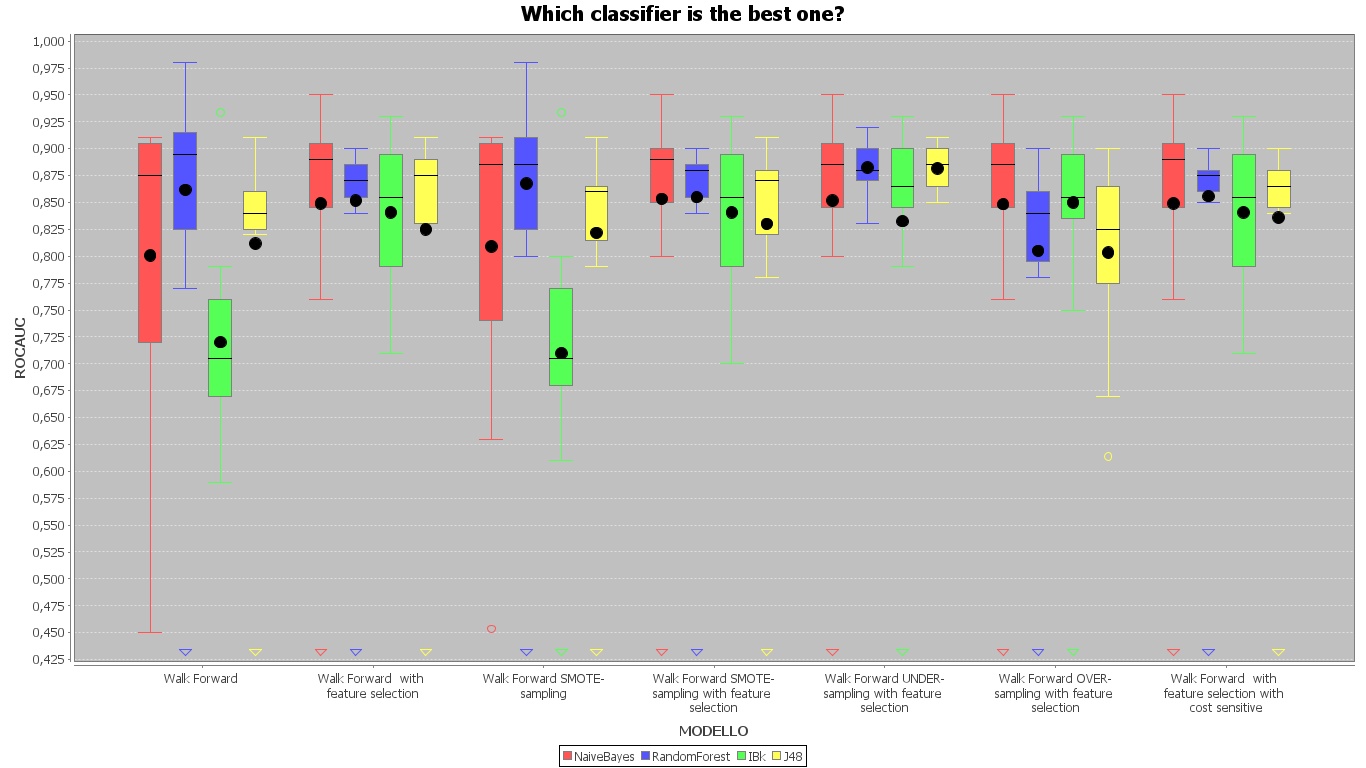 Which classifier is the best one?
1,000
0,975
0,950
0,925
0,900
0,875
0,850
0,825
0,800
0,775
0,750
0,725
0,700
0,675
0,650
0,625
0,600
0,575
0,550
0,525
0,500
0,475
0,450
0,425
ROCAUC
Walk Forward
Walk Forward with
feature selection
Walk Forward SMOTE-
sampling
Walk Forward SMOTE-
sampling with feature
selection
Walk Forward UNDER-
sampling with feature
selection
Walk Forward OVER-
sampling with feature
selection
Walk Forward with
feature selection with
cost sensitive
MODELLO
NaiveBayes RandomForest IBk J48